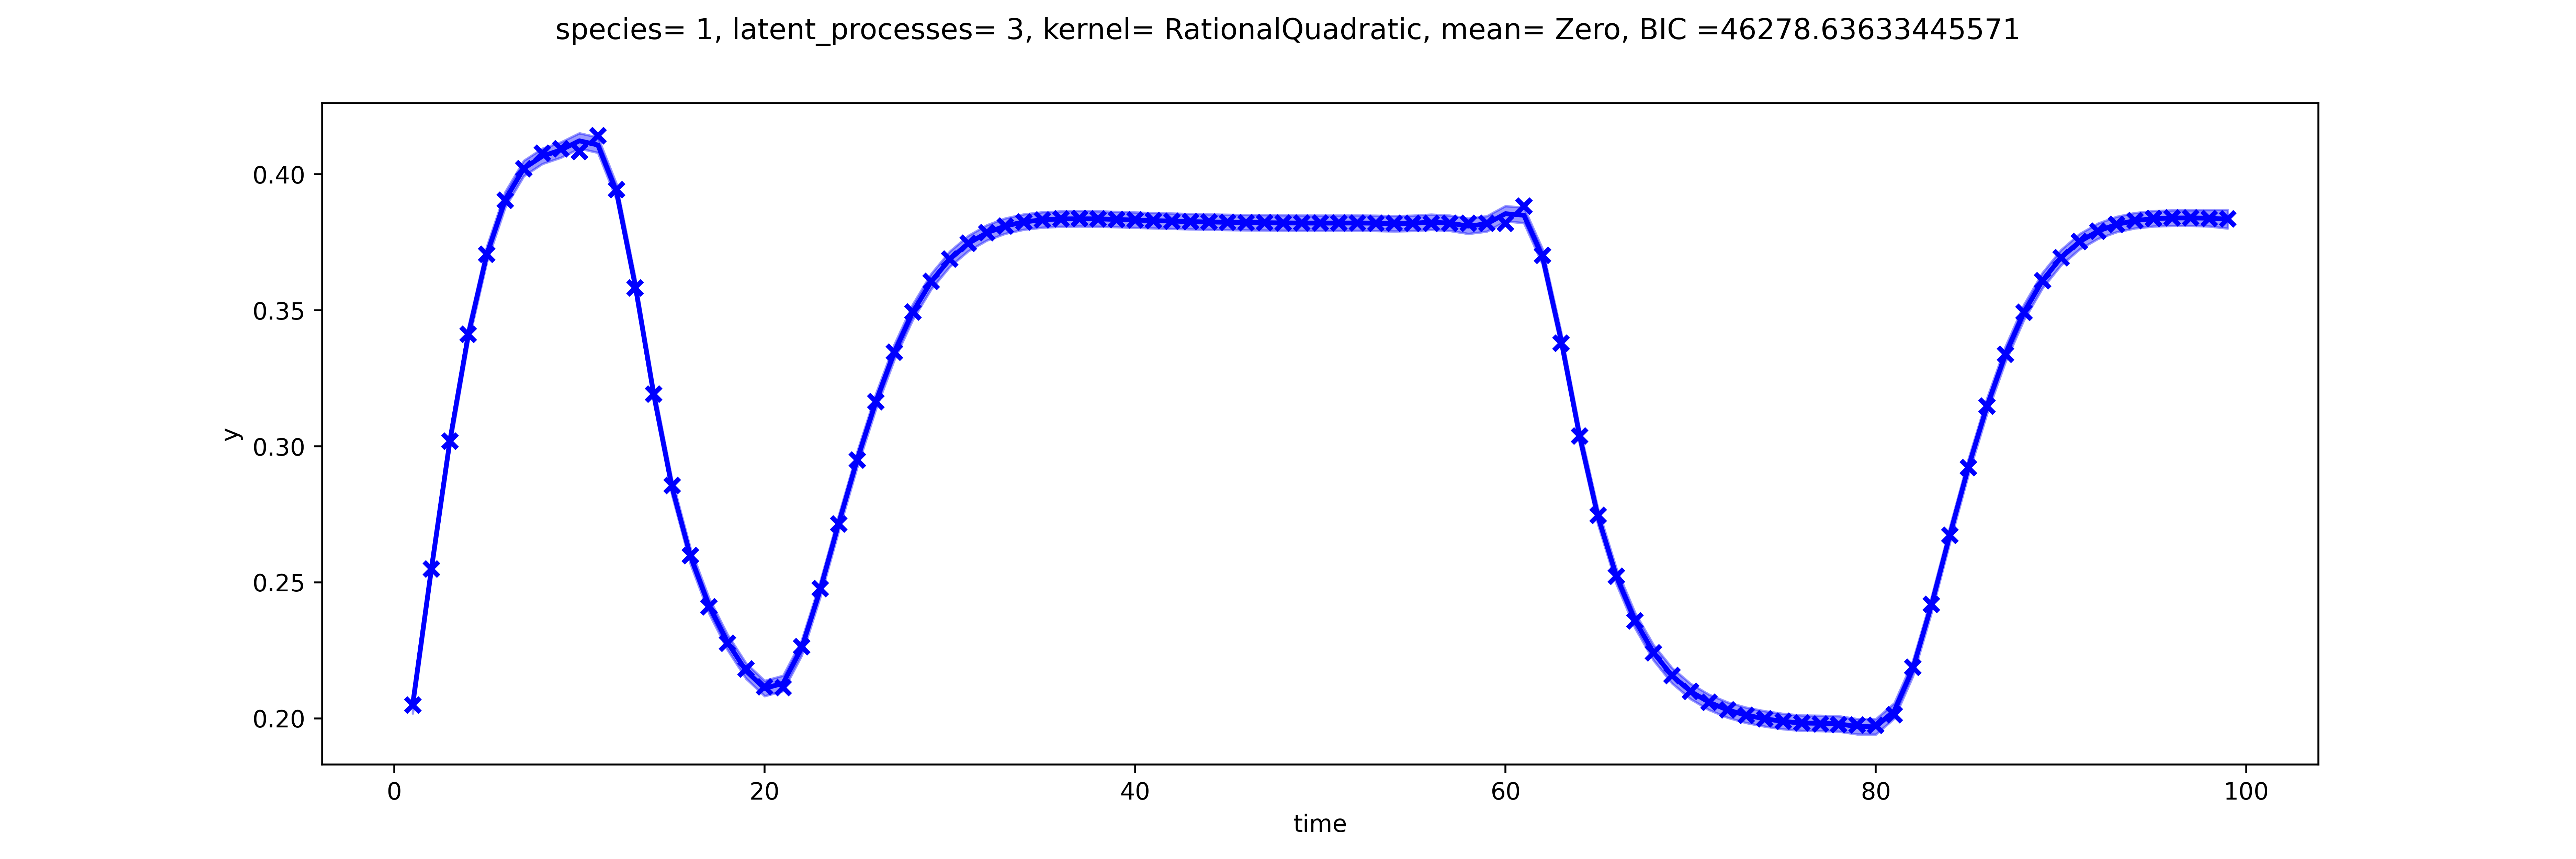 species= 1, latent_processes= 3, kernel= RationalQuadratic, mean= Zero, BIC =46278.63633445571
0.40
0.35
0.30
0.25
0.20
y
0 20 40 60 80 100
time